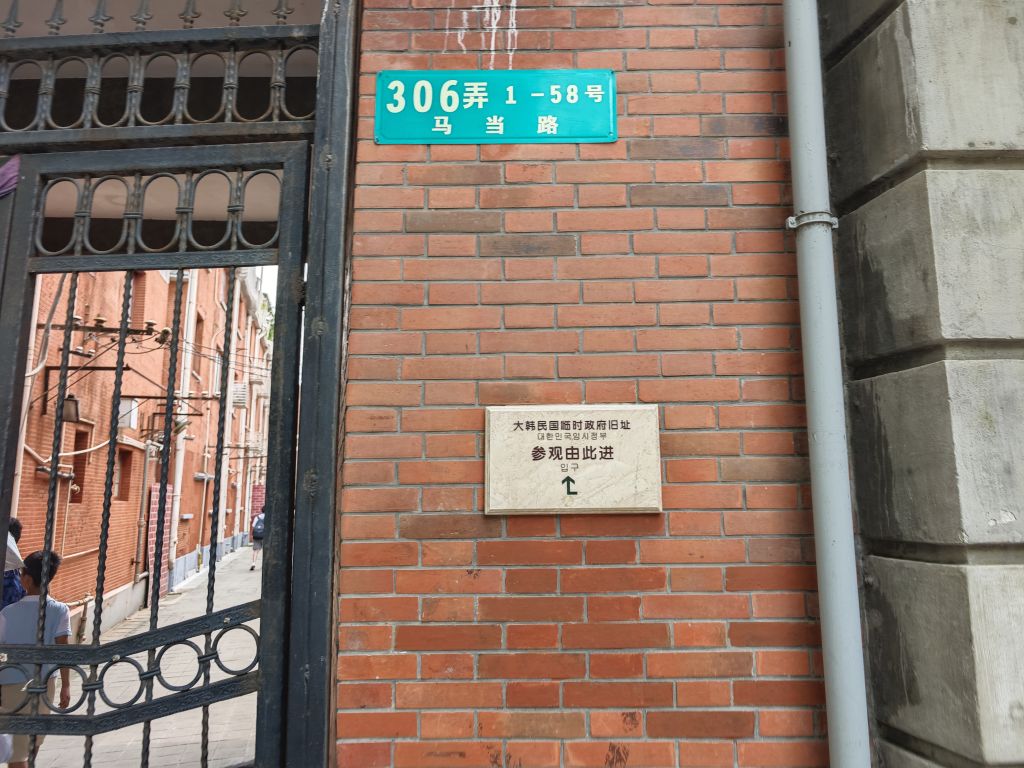 306弄 1-58号
马当路
大韩民国临时政府旧址
대한민국임시정부
参观由此进
입구